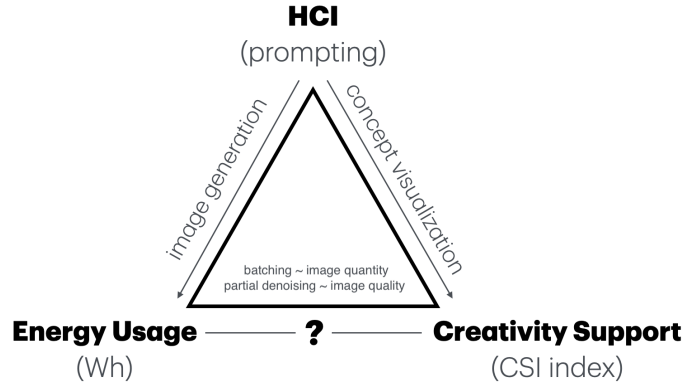 HCI
(prompting)
image generation
concept visualization
batching ~ image quantity
partial denoising ~ image quality
Energy Usage ? Creativity Support
(Wh) (CSI index)